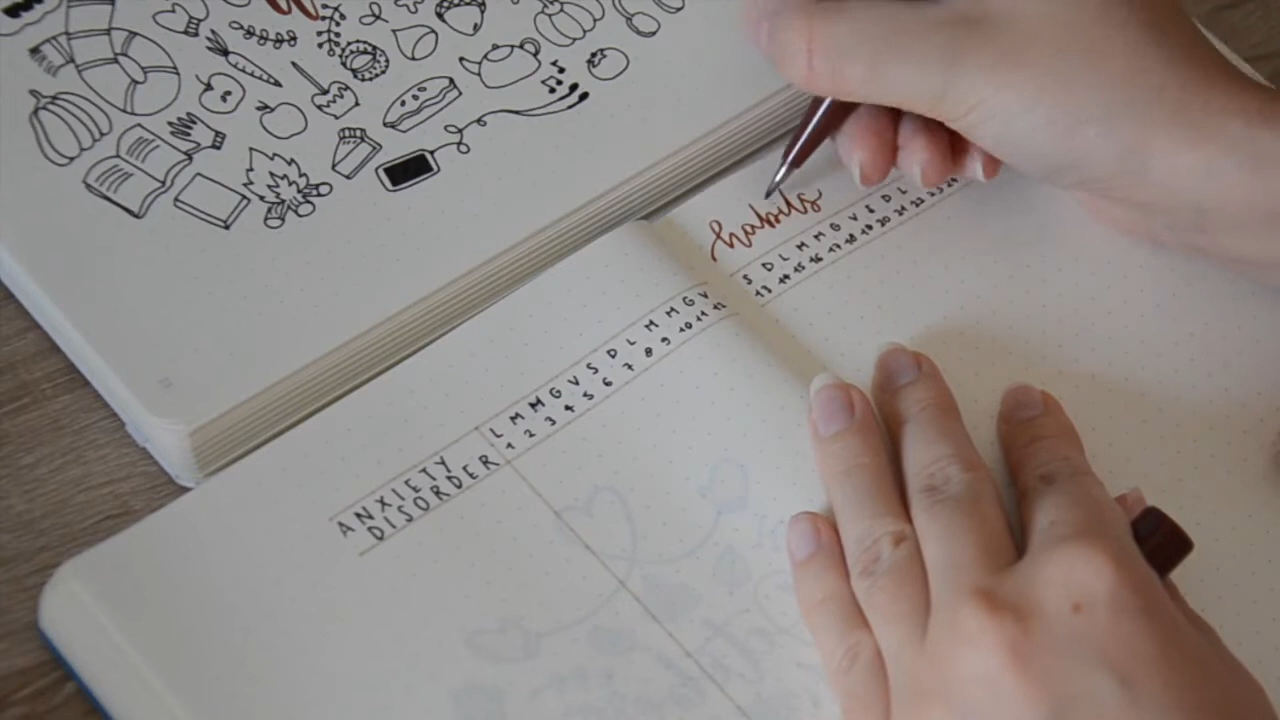 habits
L M M G V S D L M M G V S D L M M G V S D L
1 2 3 4 5 6 7 8 9 10 11 12 13 14 15 16 17 18 19 20 21 22 23 24
ANXIETY
DISORDER